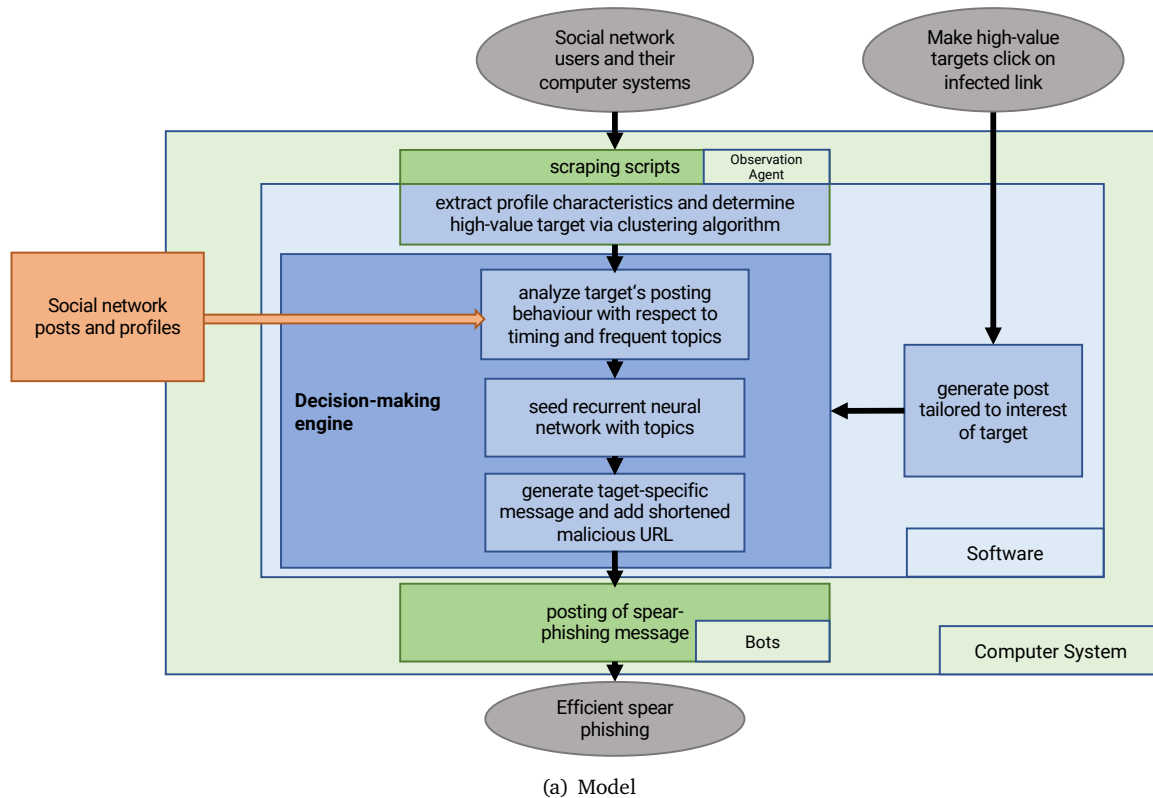 Social network
users and their
computer systems
Make high-value
targets click on
infected link
scraping scripts
Observation
Agent
extract profile characteristics and determine
high-value target via clustering algorithm
Social network
posts and profiles
analyze target‘s posting
behaviour with respect to
timing and frequent topics
Decision-making
engine
seed recurrent neural
network with topics
generate post
tailored to interest
of target
generate taget-specific
message and add shortened
malicious URL
Software
posting of spear-
phishing message
Bots
Computer System
Efficient spear
phishing
(a) Model